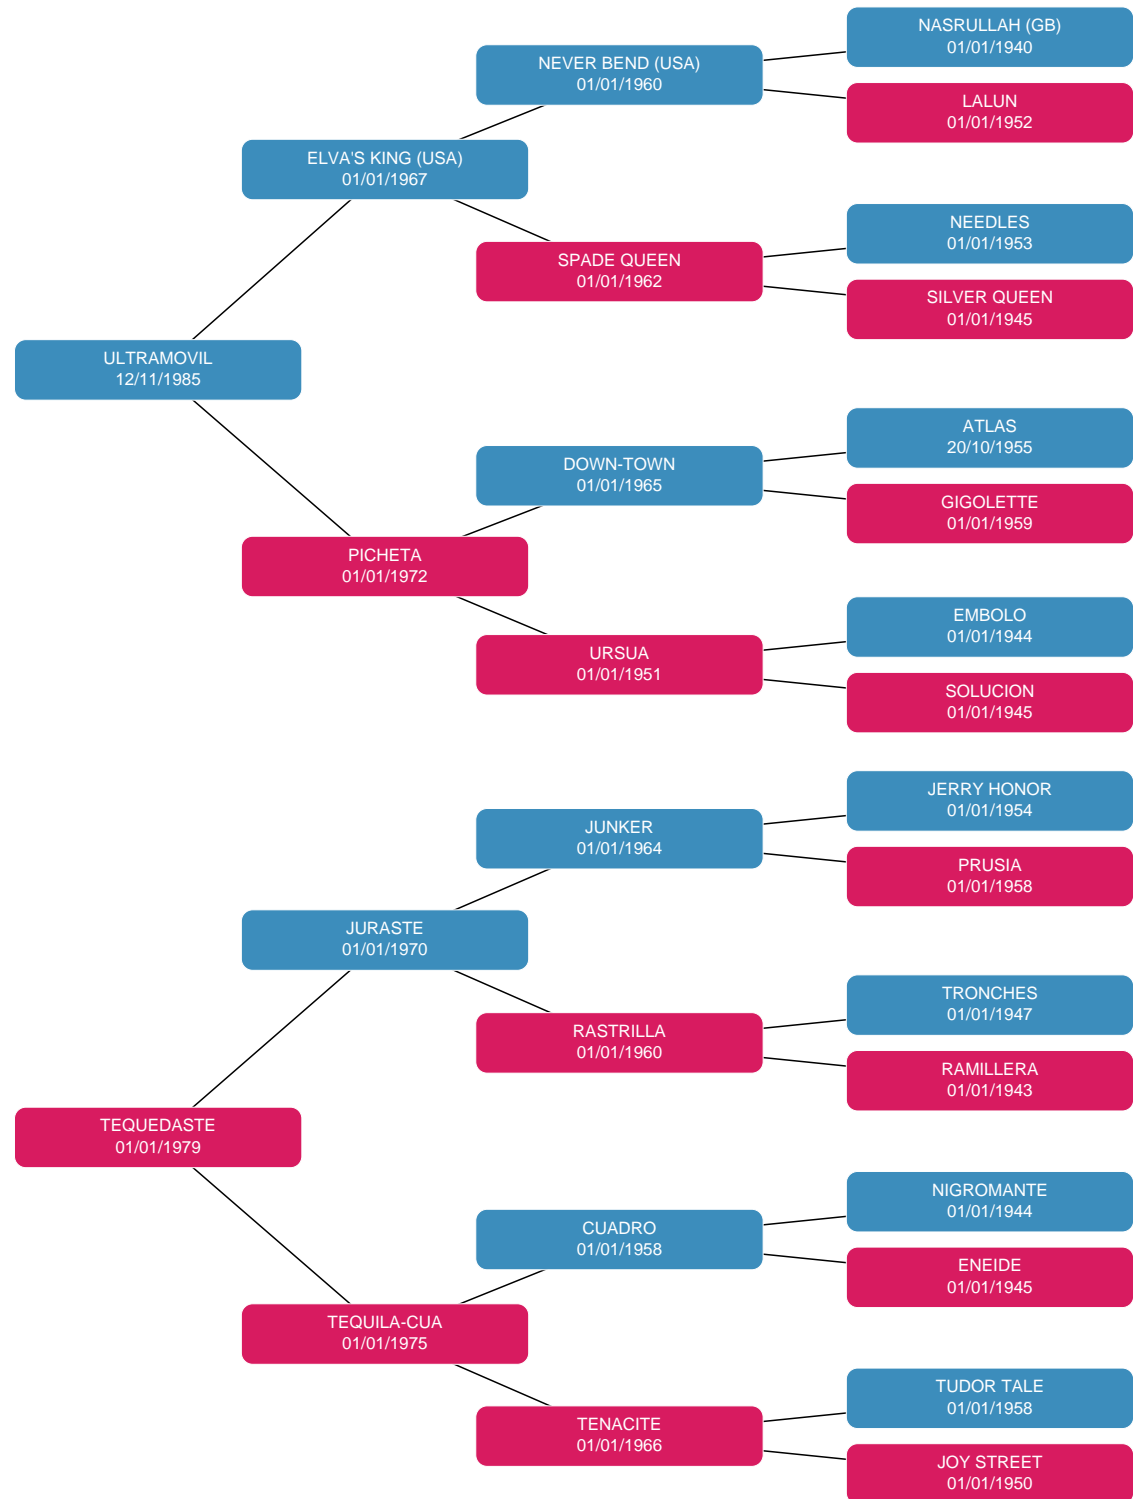 NASRULLAH (GB)
01/01/1940
NEVER BEND (USA)
01/01/1960
LALUN
01/01/1952
ELVA'S KING (USA)
01/01/1967
NEEDLES
01/01/1953
SPADE QUEEN
01/01/1962
SILVER QUEEN
01/01/1945
ULTRAMOVIL
12/11/1985
ATLAS
20/10/1955
DOWN-TOWN
01/01/1965
GIGOLETTE
01/01/1959
PICHETA
01/01/1972
EMBOLO
01/01/1944
URSUA
01/01/1951
SOLUCION
01/01/1945
JERRY HONOR
01/01/1954
JUNKER
01/01/1964
PRUSIA
01/01/1958
JURASTE
01/01/1970
TRONCHES
01/01/1947
RASTRILLA
01/01/1960
RAMILLERA
01/01/1943
TEQUEDASTE
01/01/1979
NIGROMANTE
01/01/1944
CUADRO
01/01/1958
ENEIDE
01/01/1945
TEQUILA-CUA
01/01/1975
TUDOR TALE
01/01/1958
TENACITE
01/01/1966
JOY STREET
01/01/1950